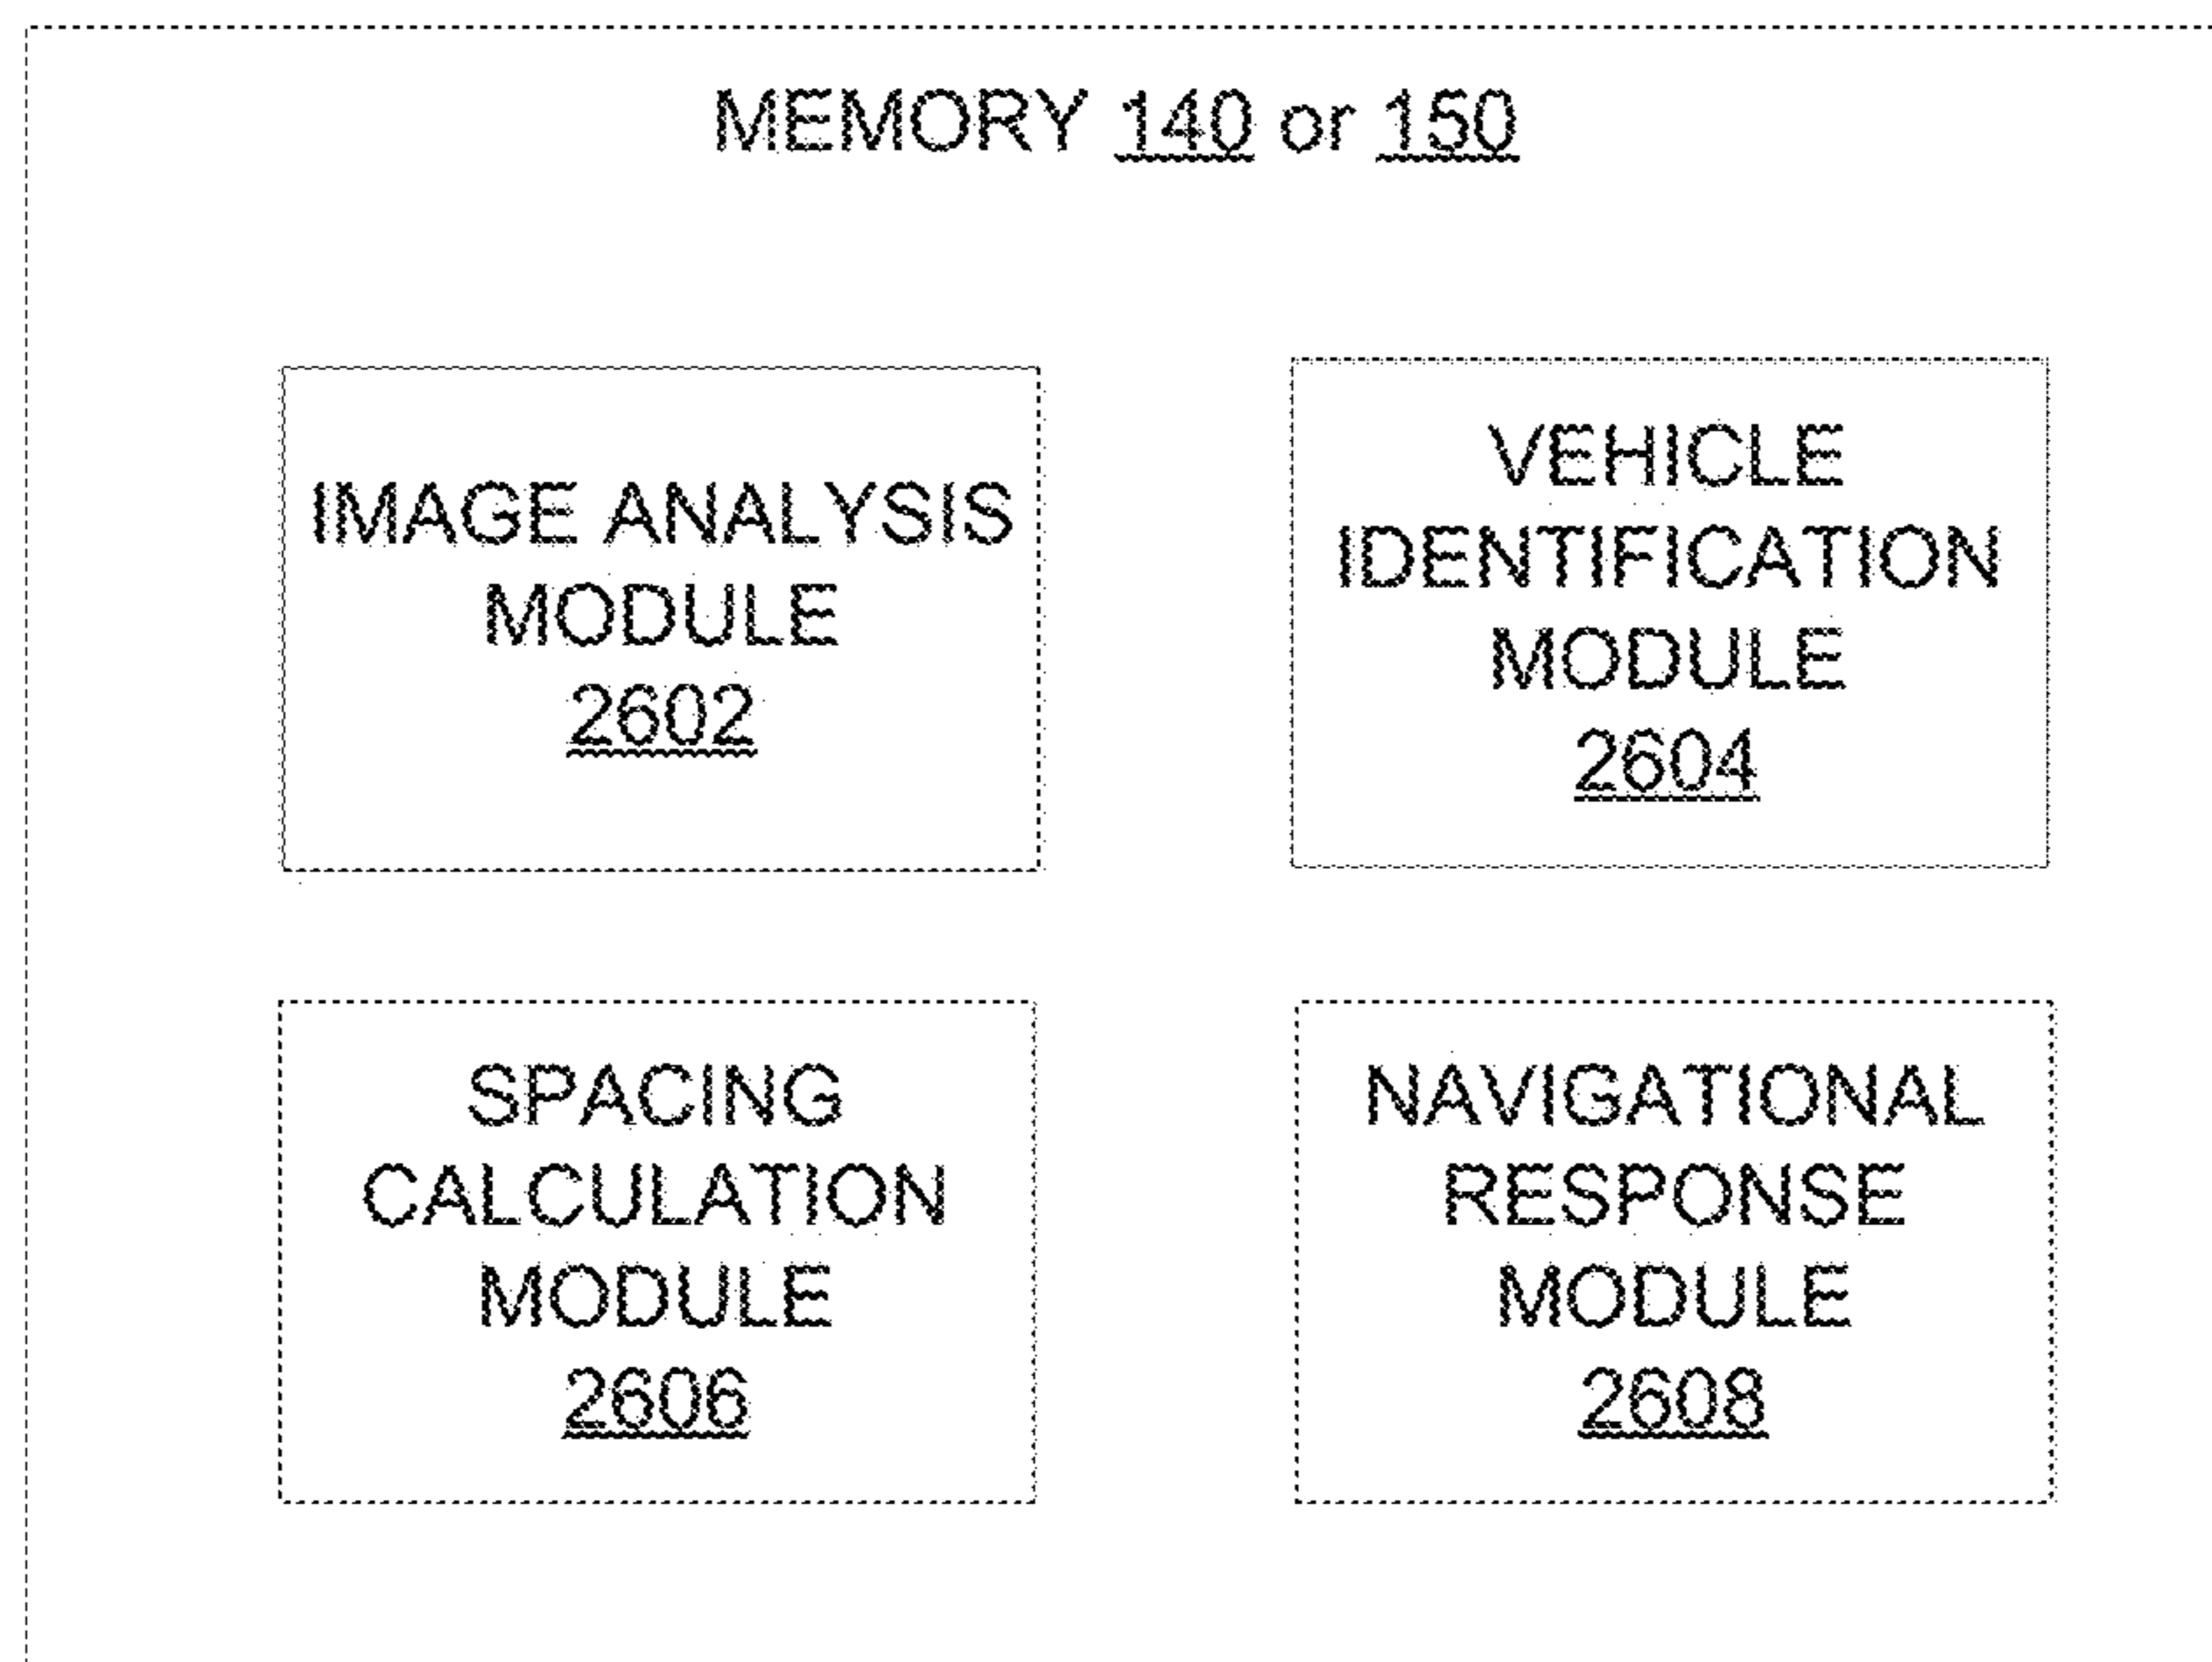 MEMORY 140 or 150
IMAGE ANALYSIS
MODULE
2602
VEHICLE
IDENTIFICATION
MODULE
2604
SPACING
CALCULATION
MODULE
2606
NAVIGATIONAL
RESPONSE
MODULE
2608